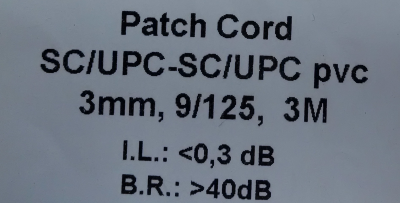 Patch Cord
SC/UPC-SC/UPC pvc
3mm, 9/125, 3M
I.L.: <0,3 dB
B.R.: >40dB